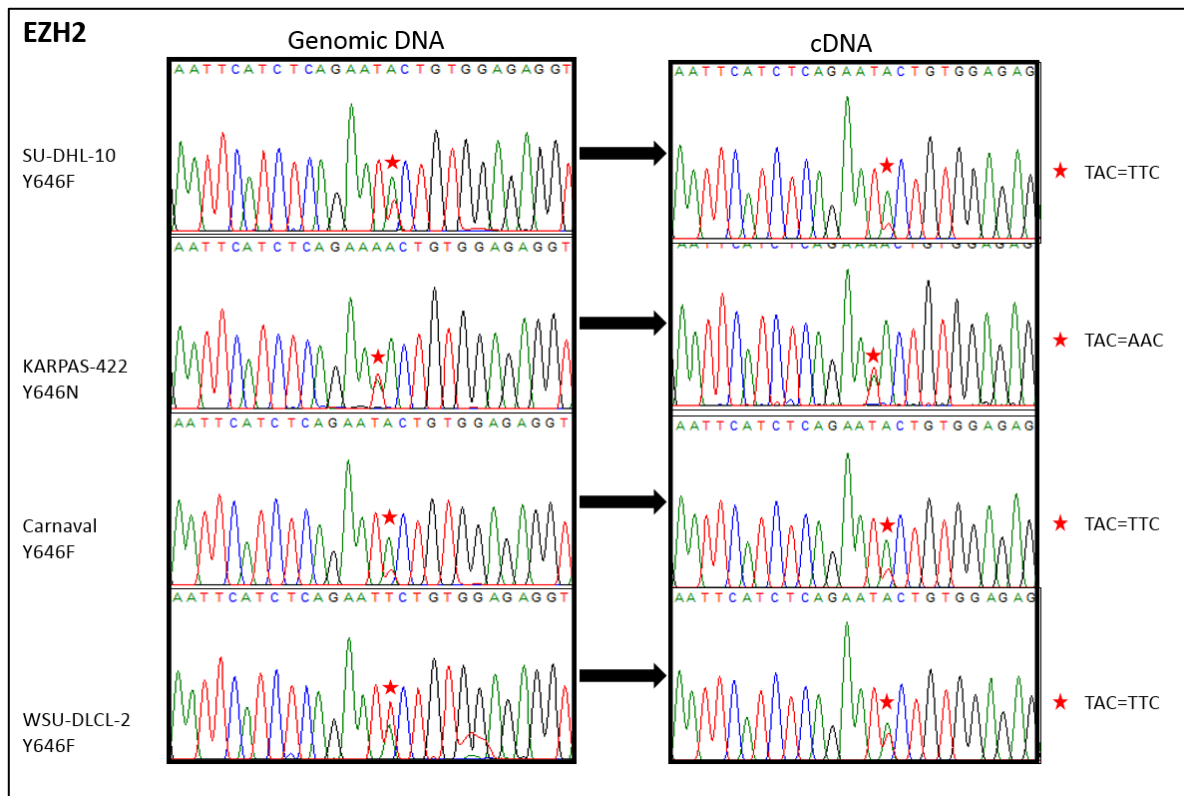 EZH2
Genomic DNA
cDNA
AATTCATCTCAGAATACTGTGGAGAGGT
AATTCATCTCAGAATACTGTGGAGAG
SU-DHL-10
Y646F
TAC=TTC
AATTCATCTCAGAAAACTGTGGAGAGGT
AATTCATCTCAGAAAACTGTGGAGAG
KARPAS-422
Y646N
TAC=AAC
AATTCATCTCAGAATACTGTGGAGAGGT
AATTCATCTCAGAATACTGTGGAGAG
Carnaval
Y646F
TAC=TTC
AATTCATCTCAGAATTCTGTGGAGAGGT
AATTCATCTCAGAATACTGTGGAGAG
WSU-DLCL-2
Y646F
TAC=TTC